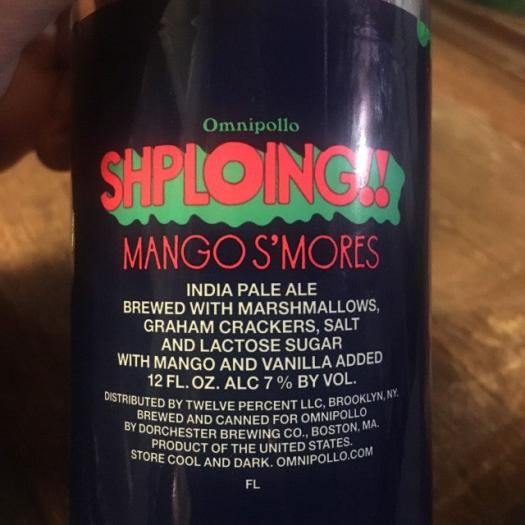 Omnipollo
SHPLOING!!
MANGO S'MORES
INDIA PALE ALE
BREWED WITH MARSHMALLOWS,
GRAHAM CRACKERS, SALT
AND LACTOSE SUGAR
WITH MANGO AND VANILLA ADDED
12 FL. OZ. ALC 7 % BY VOL.
DISTRIBUTED BY TWELVE PERCENT LLC, BROOKLYN, NY.
BREWED AND CANNED FOR OMNIPOLLO
BY DORCHESTER BREWING CO., BOSTON, MA.
PRODUCT OF THE UNITED STATES.
STORE COOL AND DARK. OMNIPOLLO.COM
FL